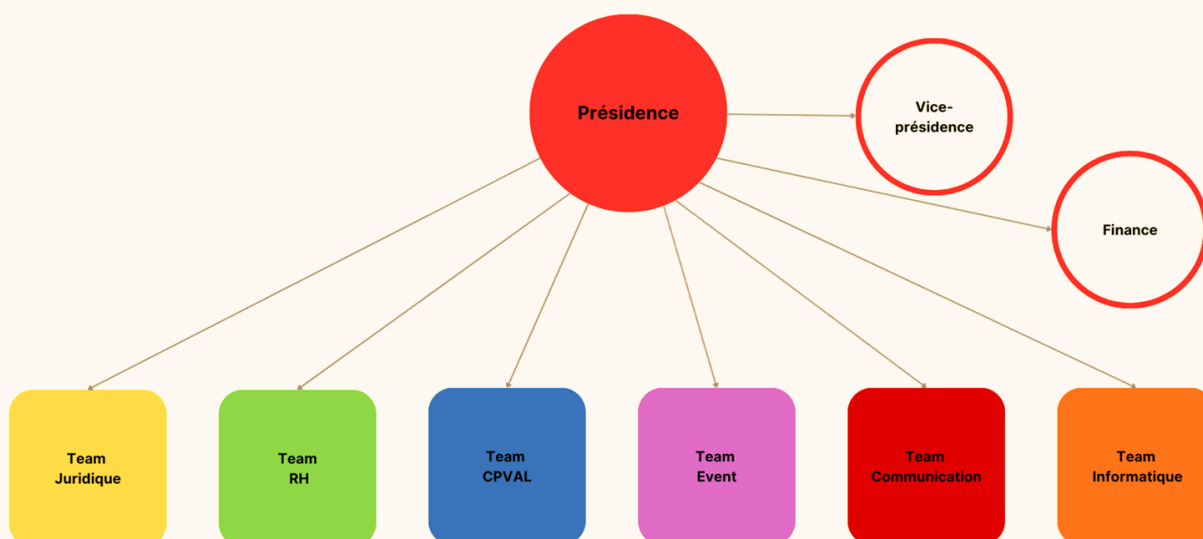 Présidence
Vice-
présidence
Finance
Team
Juridique
Team
RH
Team
CPVAL
Team
Event
Team
Communication
Team
Informatique